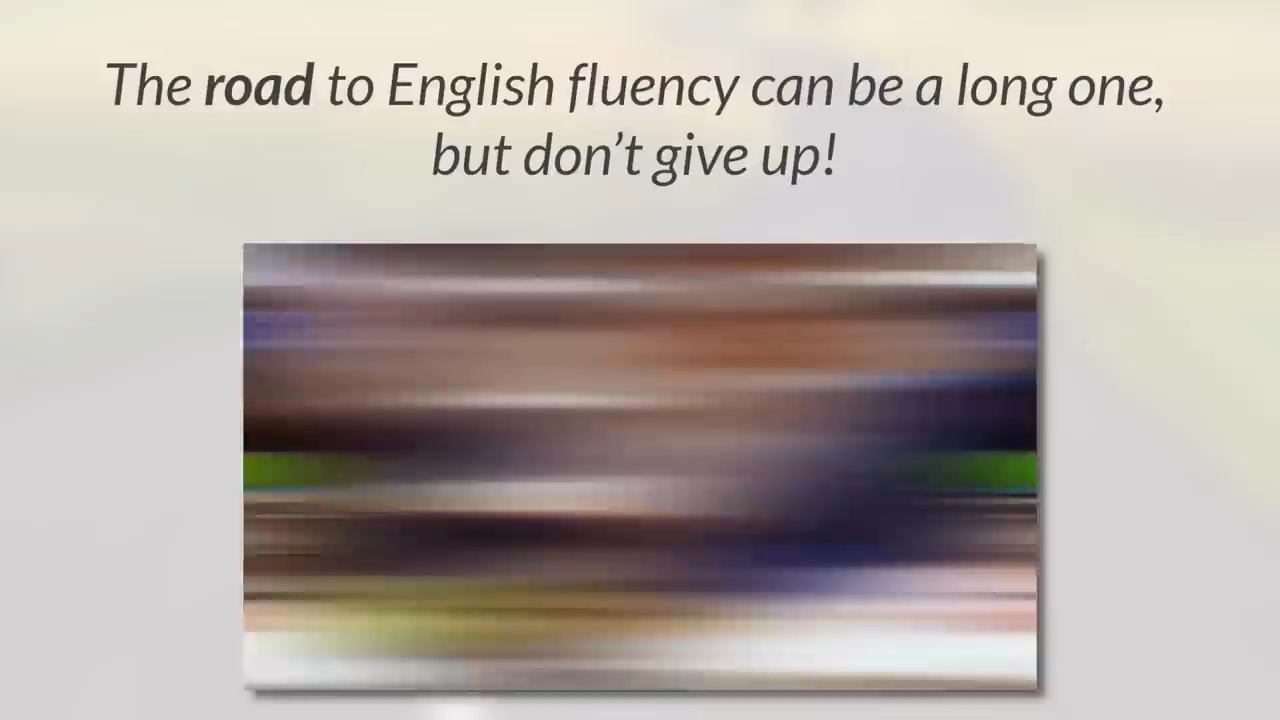 The road to English fluency can be a long one,
but don’t give up!